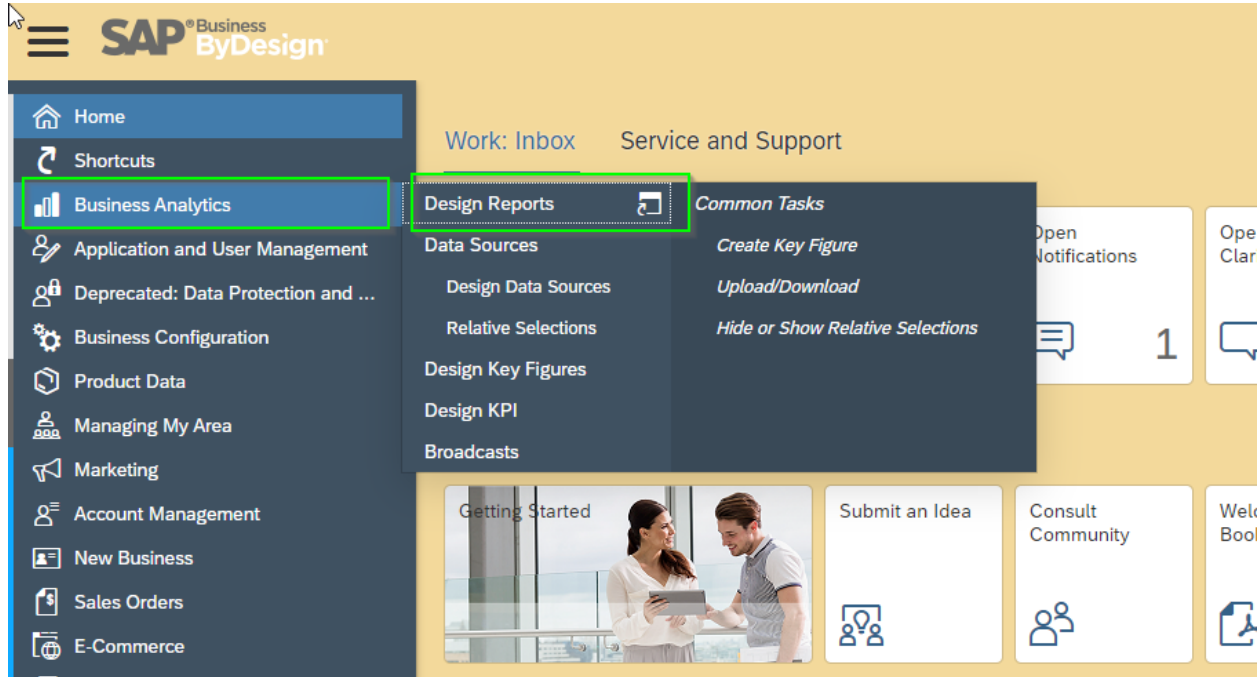 SAP® Business
ByDesign
Home
Shortcuts
Business Analytics
Application and User Management
Deprecated: Data Protection and ...
Business Configuration
Product Data
Managing My Area
Marketing
Account Management
New Business
Sales Orders
E-Commerce
Work: Inbox
Service and Support
Design Reports
Data Sources
Design Data Sources
Relative Selections
Design Key Figures
Design KPI
Broadcasts
Common Tasks
Create Key Figure
Upload/Download
Hide or Show Relative Selections
Open
Notifications
1
Getting Started
Submit an Idea
Consult
Community